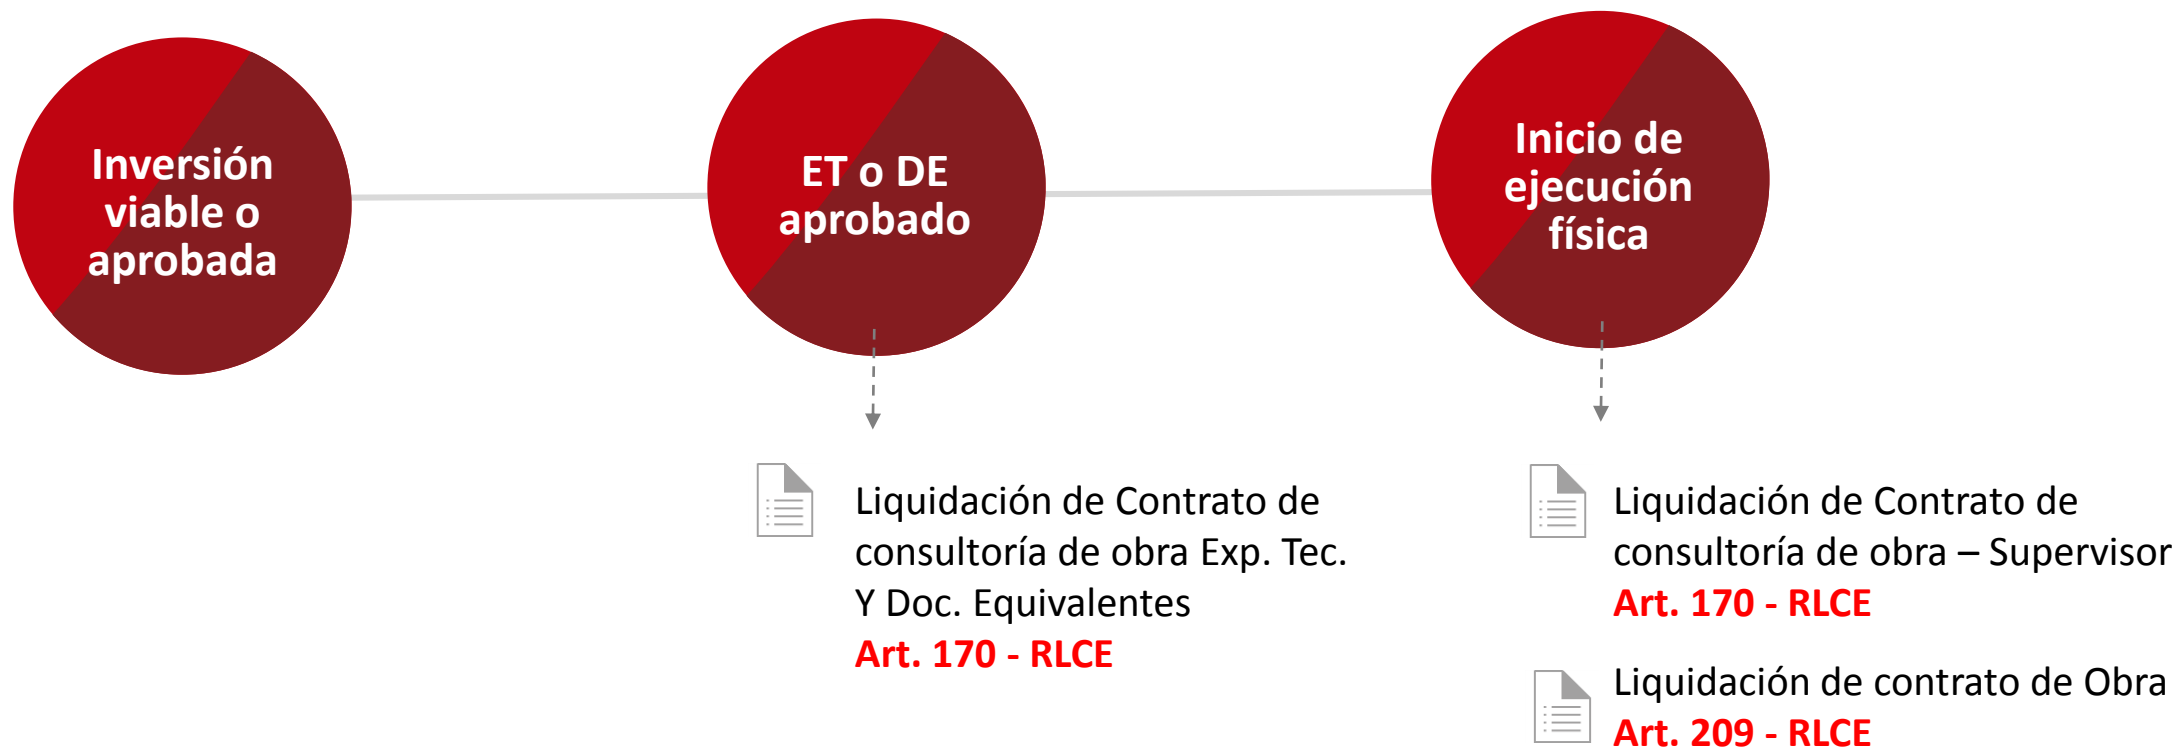 Inversión
viable o
aprobada
ET o DE
aprobado
Inicio de
ejecución
física
Liquidación de Contrato de
consultoría de obra Exp. Tec.
Y Doc. Equivalentes
Art. 170 - RLCE
Liquidación de Contrato de
consultoría de obra – Supervisor
Art. 170 - RLCE
Liquidación de contrato de Obra
Art. 209 - RLCE